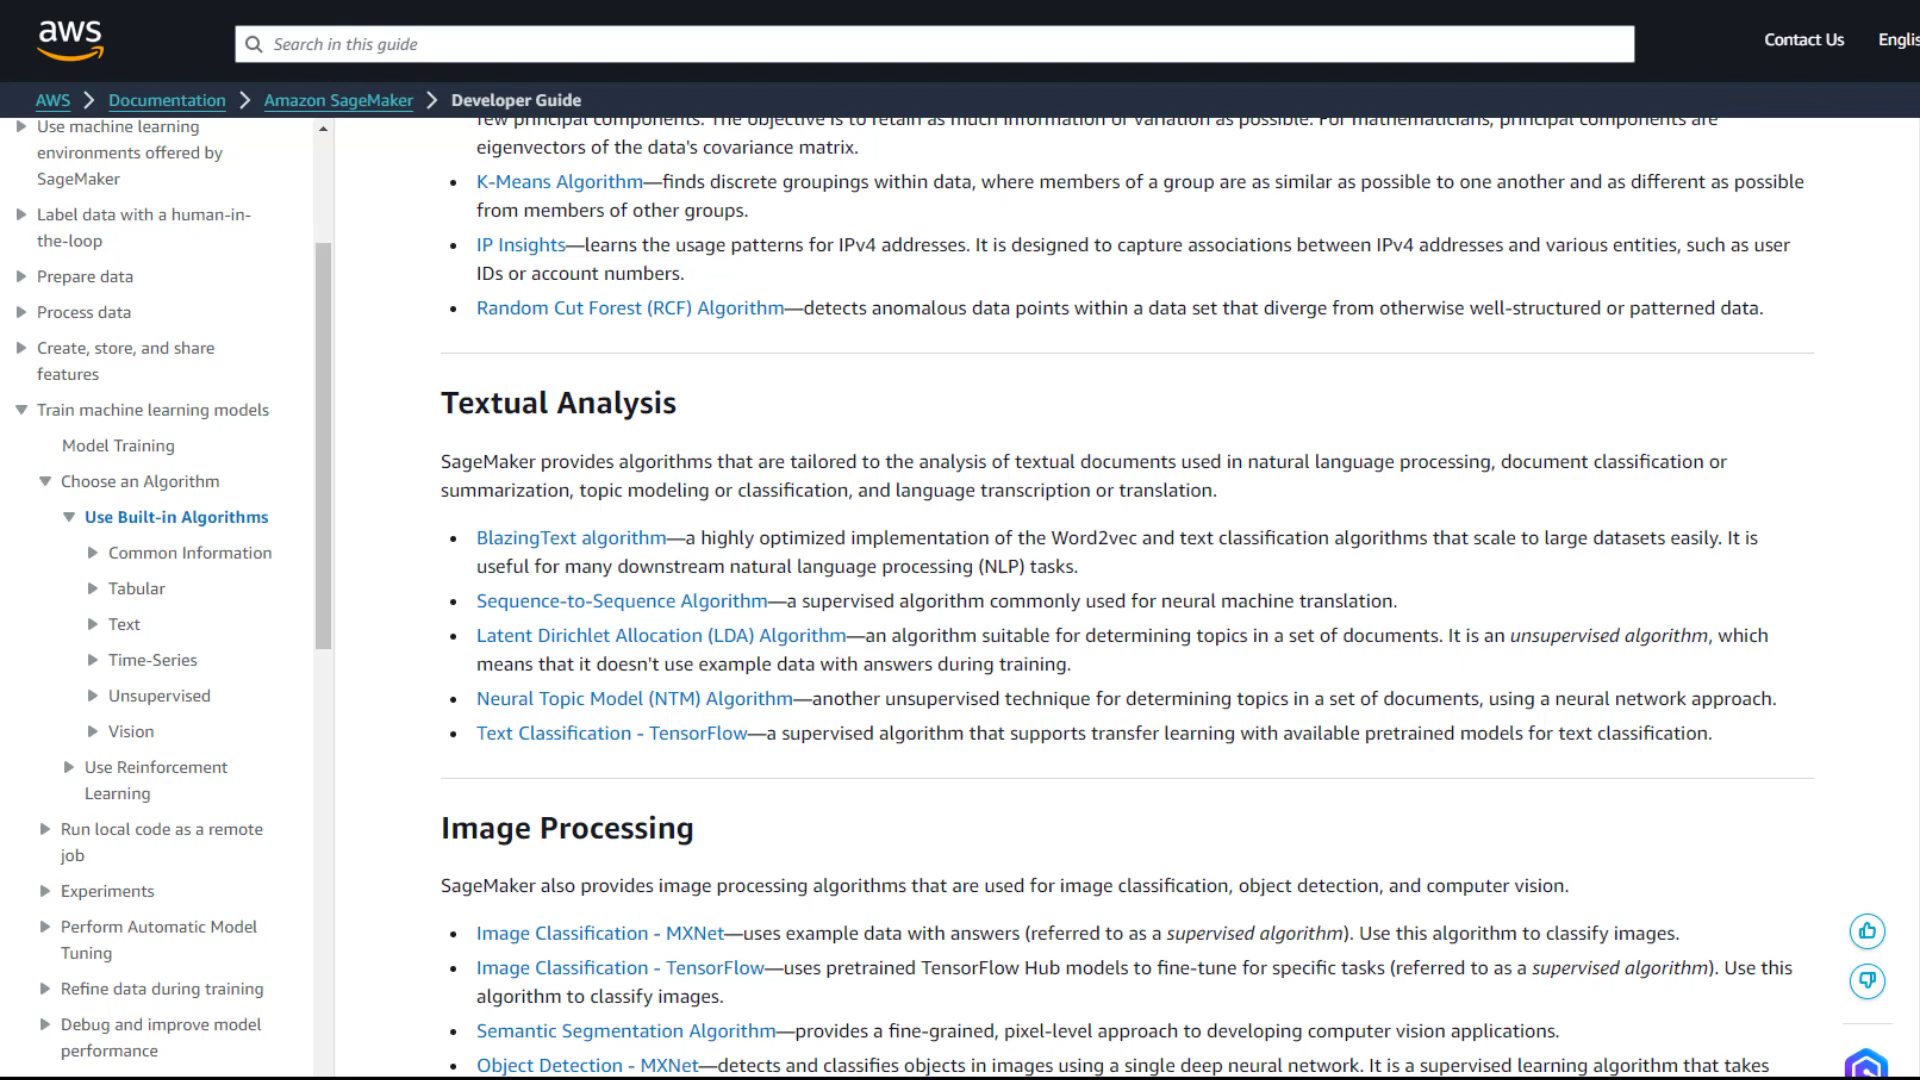 aws
Search in this guide
Contact Us
Englis
AWS > Documentation > Amazon SageMaker > Developer Guide
Use machine learning
environments offered by
SageMaker
Label data with a human-in-
the-loop
Prepare data
Process data
Create, store, and share
features
Train machine learning models
Model Training
Choose an Algorithm
Use Built-in Algorithms
Common Information
Tabular
Text
Time-Series
Unsupervised
Vision
Use Reinforcement
Learning
Run local code as a remote
job
Experiments
Perform Automatic Model
Tuning
Refine data during training
Debug and improve model
performance
few principal components. The objective is to retain as much information or variation as possible. For mathematicians, principal components are
eigenvectors of the data's covariance matrix.
• K-Means Algorithm—finds discrete groupings within data, where members of a group are as similar as possible to one another and as different as possible
from members of other groups.
• IP Insights—learns the usage patterns for IPv4 addresses. It is designed to capture associations between IPv4 addresses and various entities, such as user
IDs or account numbers.
• Random Cut Forest (RCF) Algorithm—detects anomalous data points within a data set that diverge from otherwise well-structured or patterned data.
Textual Analysis
SageMaker provides algorithms that are tailored to the analysis of textual documents used in natural language processing, document classification or
summarization, topic modeling or classification, and language transcription or translation.
• BlazingText algorithm—a highly optimized implementation of the Word2vec and text classification algorithms that scale to large datasets easily. It is
useful for many downstream natural language processing (NLP) tasks.
• Sequence-to-Sequence Algorithm—a supervised algorithm commonly used for neural machine translation.
• Latent Dirichlet Allocation (LDA) Algorithm—an algorithm suitable for determining topics in a set of documents. It is an unsupervised algorithm, which
means that it doesn't use example data with answers during training.
• Neural Topic Model (NTM) Algorithm—another unsupervised technique for determining topics in a set of documents, using a neural network approach.
• Text Classification - TensorFlow—a supervised algorithm that supports transfer learning with available pretrained models for text classification.
Image Processing
SageMaker also provides image processing algorithms that are used for image classification, object detection, and computer vision.
• Image Classification - MXNet—uses example data with answers (referred to as a supervised algorithm). Use this algorithm to classify images.
• Image Classification - TensorFlow—uses pretrained TensorFlow Hub models to fine-tune for specific tasks (referred to as a supervised algorithm). Use this
algorithm to classify images.
• Semantic Segmentation Algorithm—provides a fine-grained, pixel-level approach to developing computer vision applications.
• Object Detection - MXNet—detects and classifies objects in images using a single deep neural network. It is a supervised learning algorithm that takes